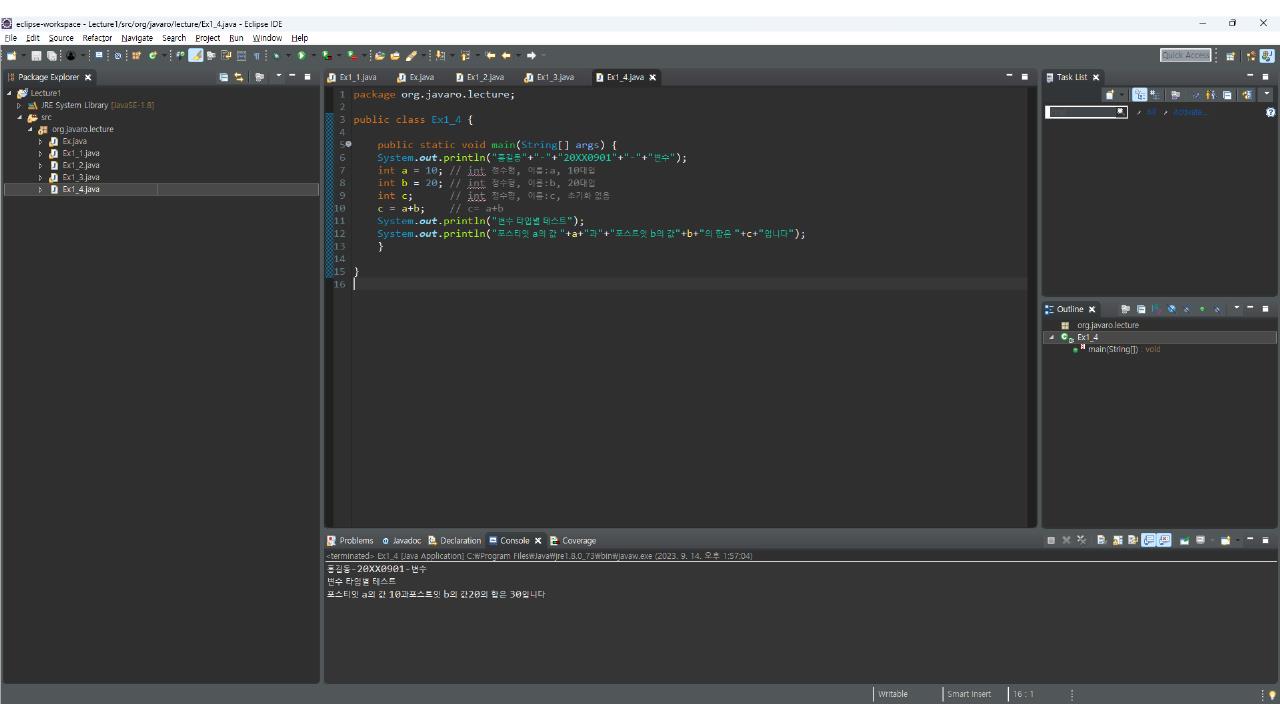 eclipse-workspace - Lecture1/src/org/javaro/lecture/Ex1_4.java - Eclipse IDE
File Edit Source Refactor Navigate Search Project Run Window Help
Quick Access
Package Explorer
Lecture1
JRE System Library [JavaSE-1.8]
src
org.javaro.lecture
Ex.java
Ex1_1.java
Ex1_2.java
Ex1_3.java
Ex1_4.java
Ex1_1.java Ex.java Ex1_2.java Ex1_3.java Ex1_4.java
1 package org.javaro.lecture;
2
3 public class Ex1_4 {
4
5 public static void main(String[] args) {
6 System.out.println("홍길동"+"-"+"20XX0901"+"-"+"변수");
7 int a = 10; // int 정수형, 이름:a, 10대입
8 int b = 20; // int 정수형, 이름:b, 20대입
9 int c; // int 정수형, 이름:c, 초기화 없음
10 c = a+b; // c= a+b
11 System.out.println("변수 타입별 테스트");
12 System.out.println("포스티잇 a의 값 "+a+"과"+"포스트잇 b의 값"+b+"의 합은 "+c+"입니다");
13 }
14
15 }
16
Task List
All Activate...
Outline
org.javaro.lecture
Ex1_4
main(String[]) : void
Problems Javadoc Declaration Console Coverage
<terminated> Ex1_4 [Java Application] C:₩Program Files₩Java₩jre1.8.0_73₩bin₩javaw.exe (2023. 9. 14. 오후 1:57:04)
홍길동-20XX0901-변수
변수 타입별 테스트
포스티잇 a의 값 10과포스트잇 b의 값20의 합은 30입니다
Writable Smart Insert 16 : 1